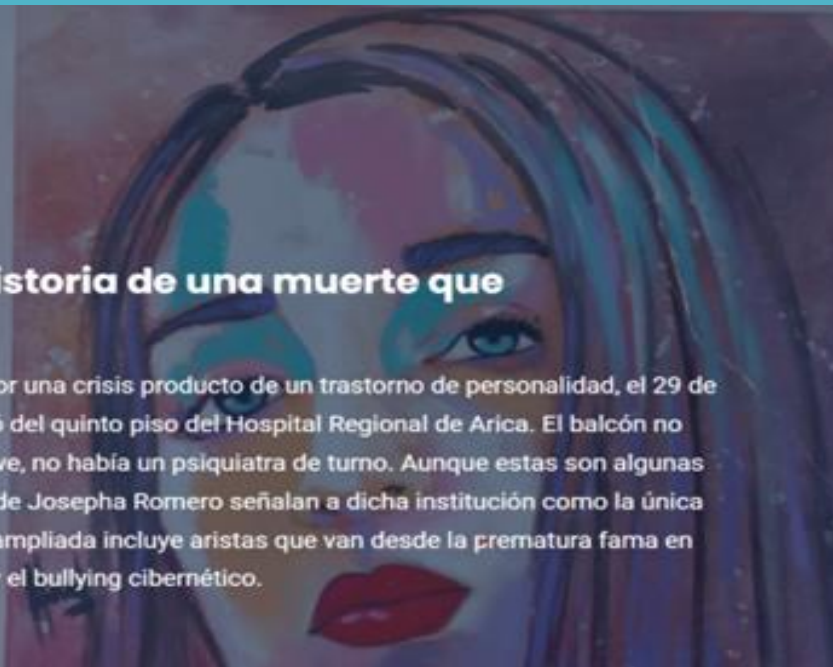 istoria de una muerte que
or una crisis producto de un trastorno de personalidad, el 29 de
ó del quinto piso del Hospital Regional de Arica. El balcón no
ve, no había un psiquiatra de turno. Aunque estas son algunas
de Josepha Romero señalan a dicha institución como la única
ampliada incluye aristas que van desde la prematura fama en
el bullying cibernético.